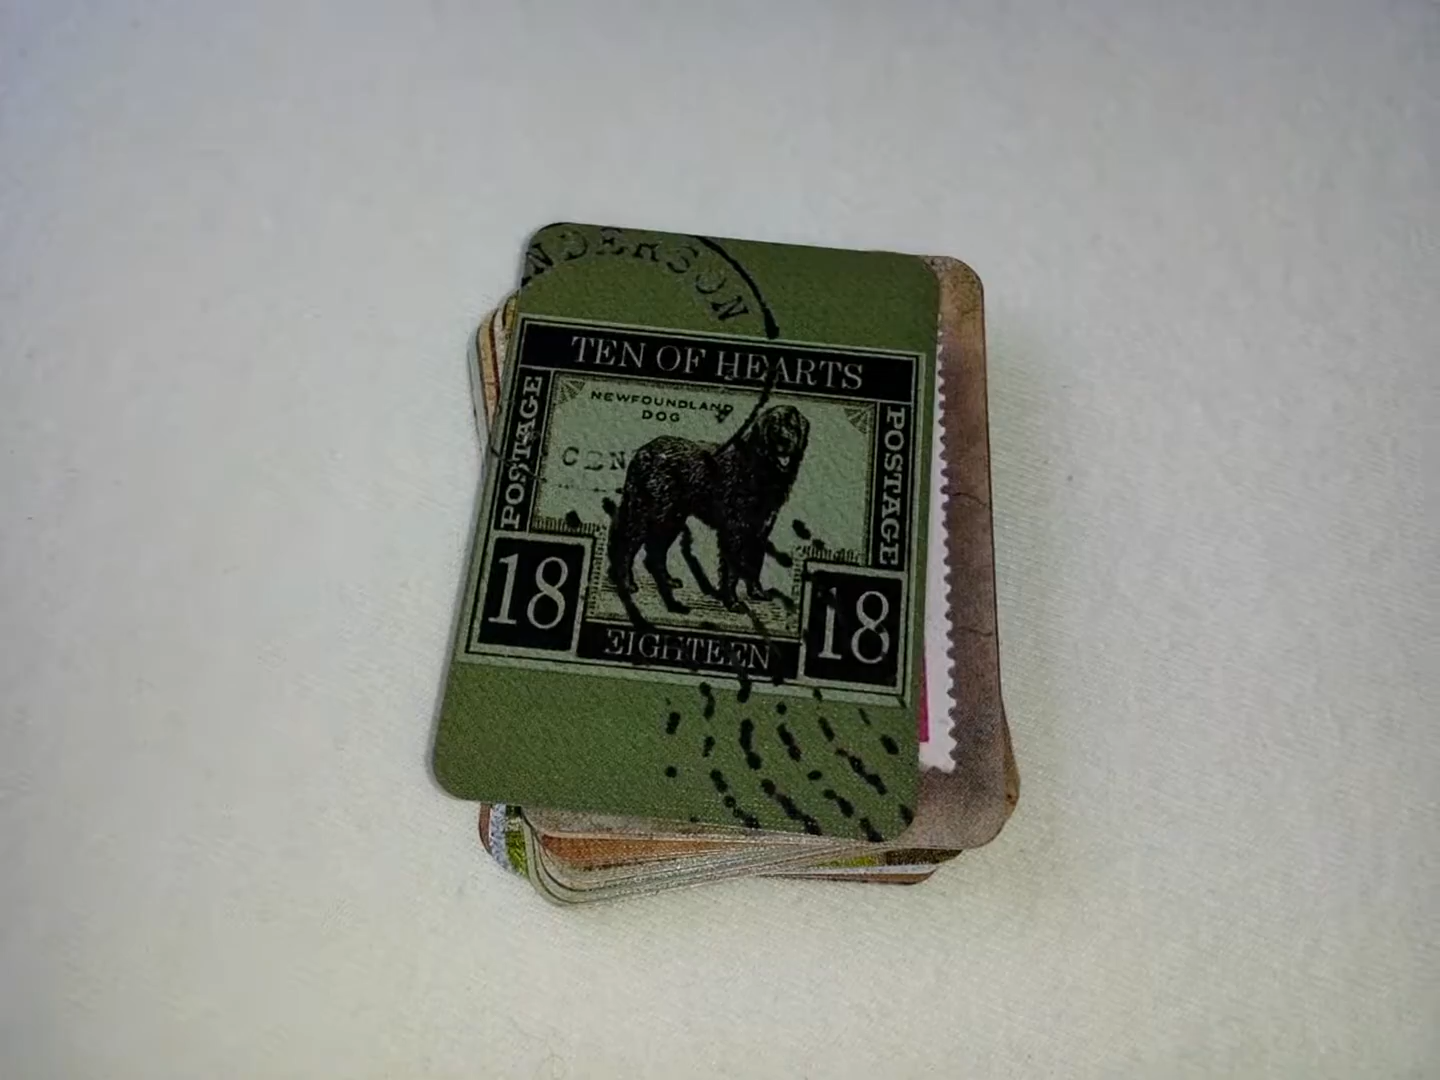 NDERSON
TEN OF HEARTS
NEWFOUNDLAND
DOG
POSTAGE
POSTAGE
18
18
EIGHTEEN